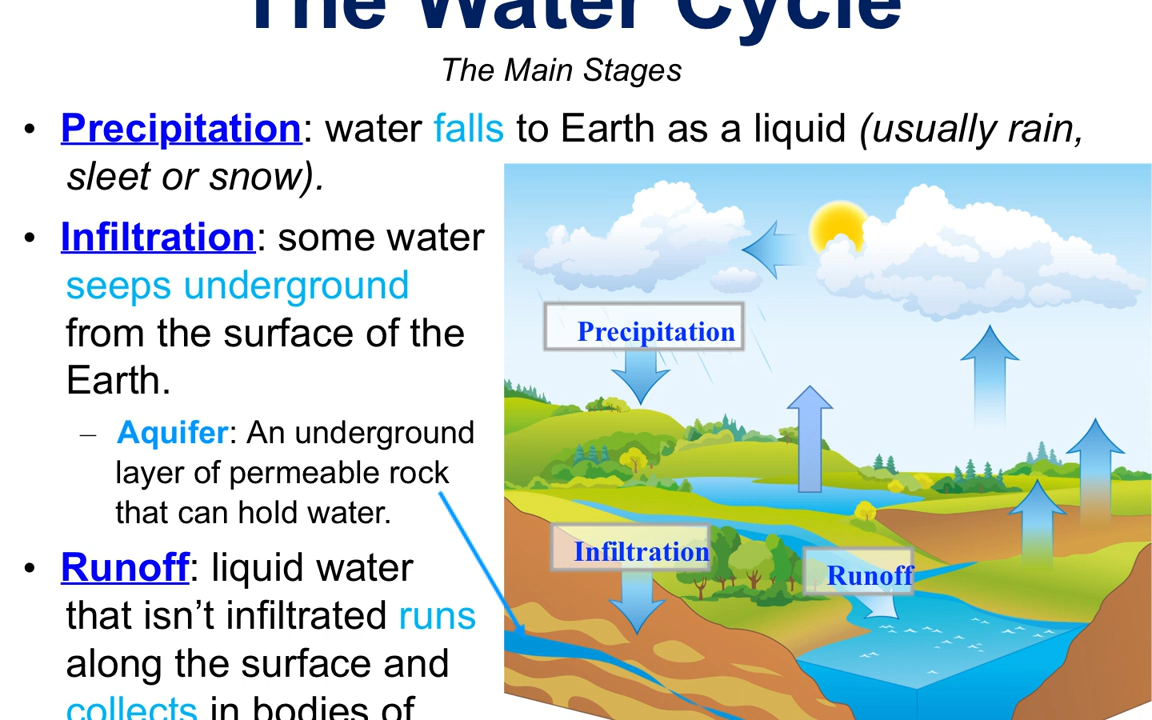 The Water Cycle
The Main Stages
• Precipitation: water falls to Earth as a liquid (usually rain,
sleet or snow).
• Infiltration: some water
seeps underground
from the surface of the
Earth.
– Aquifer: An underground
layer of permeable rock
that can hold water.
• Runoff: liquid water
that isn’t infiltrated runs
along the surface and
collects in bodies of
Precipitation
Infiltration
Runoff